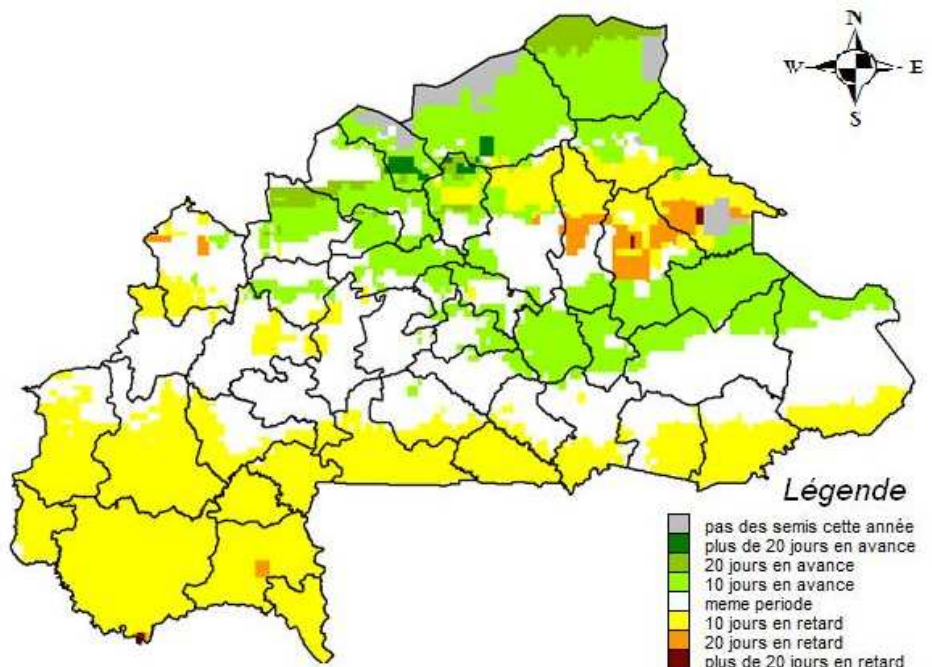 N
W E
S
Légende
pas des semis cette année
plus de 20 jours en avance
20 jours en avance
10 jours en avance
meme periode
10 jours en retard
20 jours en retard
plus de 20 jours en retard